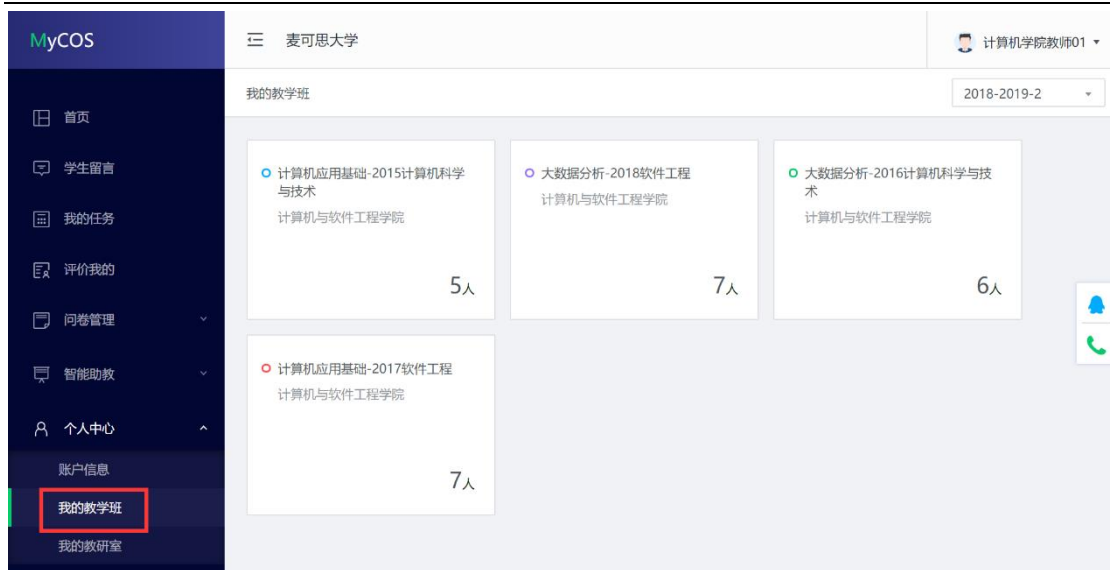 MyCOS
麦可思大学
计算机学院教师01
我的教学班
2018-2019-2
首页
学生留言
我的任务
评价我的
问卷管理
智能助教
个人中心
账户信息
我的教学班
我的教研室
计算机应用基础-2015计算机科学
与技术
计算机与软件工程学院
5人
大数据分析-2018软件工程
计算机与软件工程学院
7人
大数据分析-2016计算机科学与技
术
计算机与软件工程学院
6人
计算机应用基础-2017软件工程
计算机与软件工程学院
7人